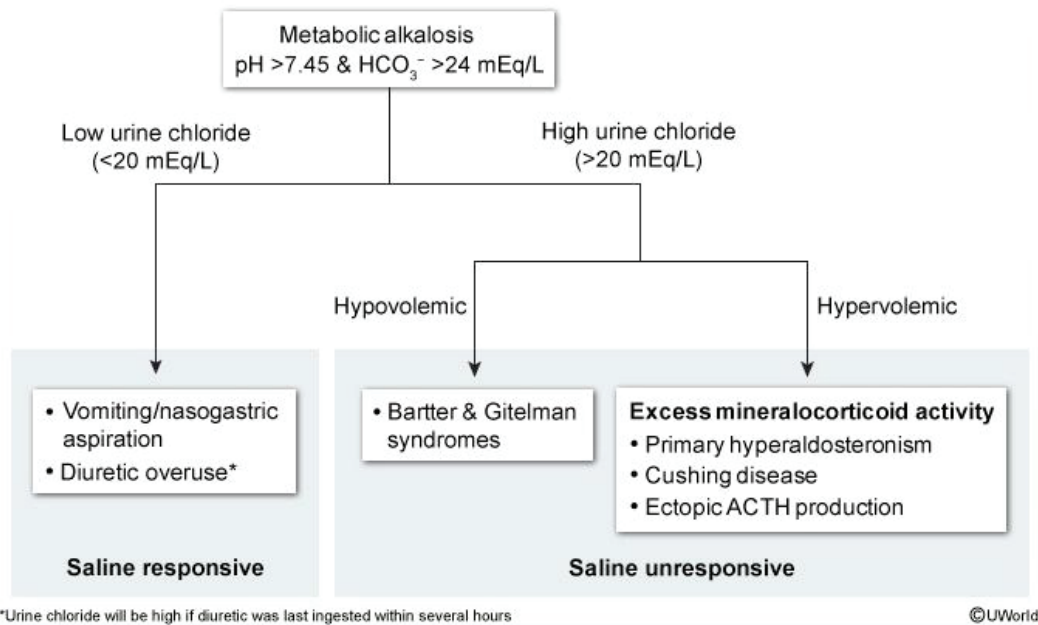 Metabolic alkalosis
pH >7.45 & HCO₃⁻ >24 mEq/L
Low urine chloride
(<20 mEq/L)
High urine chloride
(>20 mEq/L)
Hypovolemic
Hypervolemic
• Vomiting/nasogastric
aspiration
• Diuretic overuse*
• Bartter & Gitelman
syndromes
Excess mineralocorticoid activity
• Primary hyperaldosteronism
• Cushing disease
• Ectopic ACTH production
Saline responsive
Saline unresponsive
*Urine chloride will be high if diuretic was last ingested within several hours
©UWorld